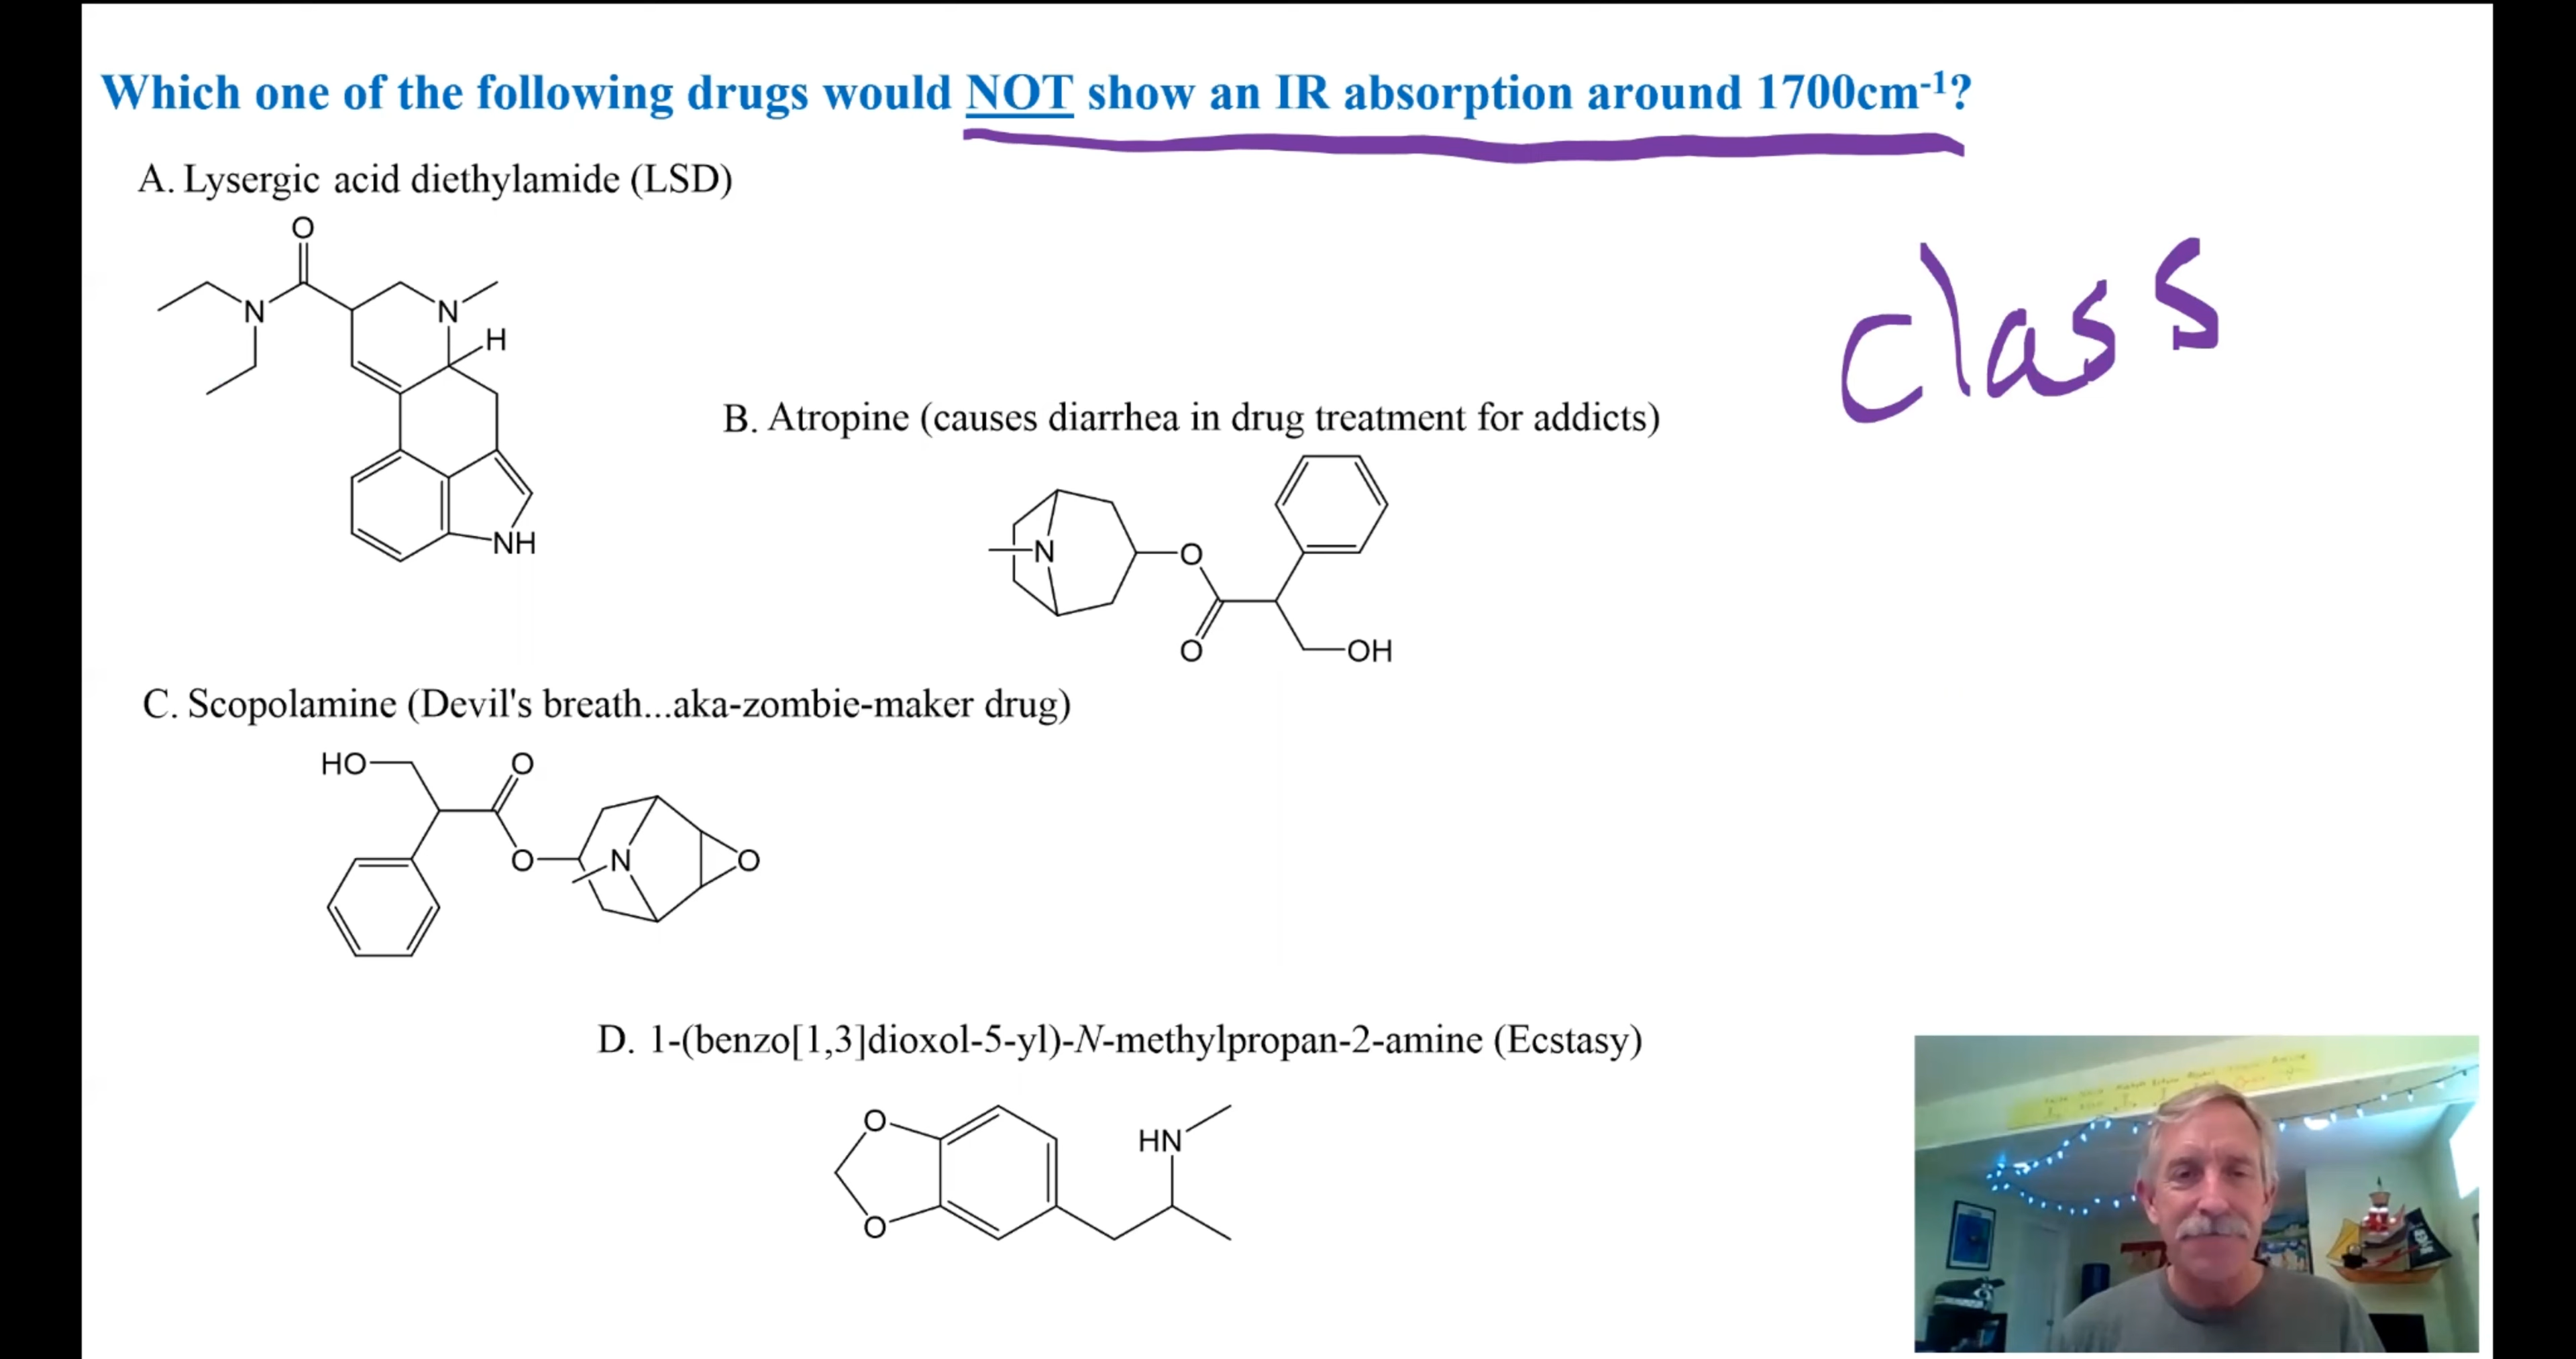 Which one of the following drugs would NOT show an IR absorption around 1700cm⁻¹?
A. Lysergic acid diethylamide (LSD)
O
N
N
H
NH
class
B. Atropine (causes diarrhea in drug treatment for addicts)
N
O
O
OH
C. Scopolamine (Devil's breath...aka-zombie-maker drug)
HO
O
O
N
O
D. 1-(benzo[1,3]dioxol-5-yl)-N-methylpropan-2-amine (Ecstasy)
O
O
HN